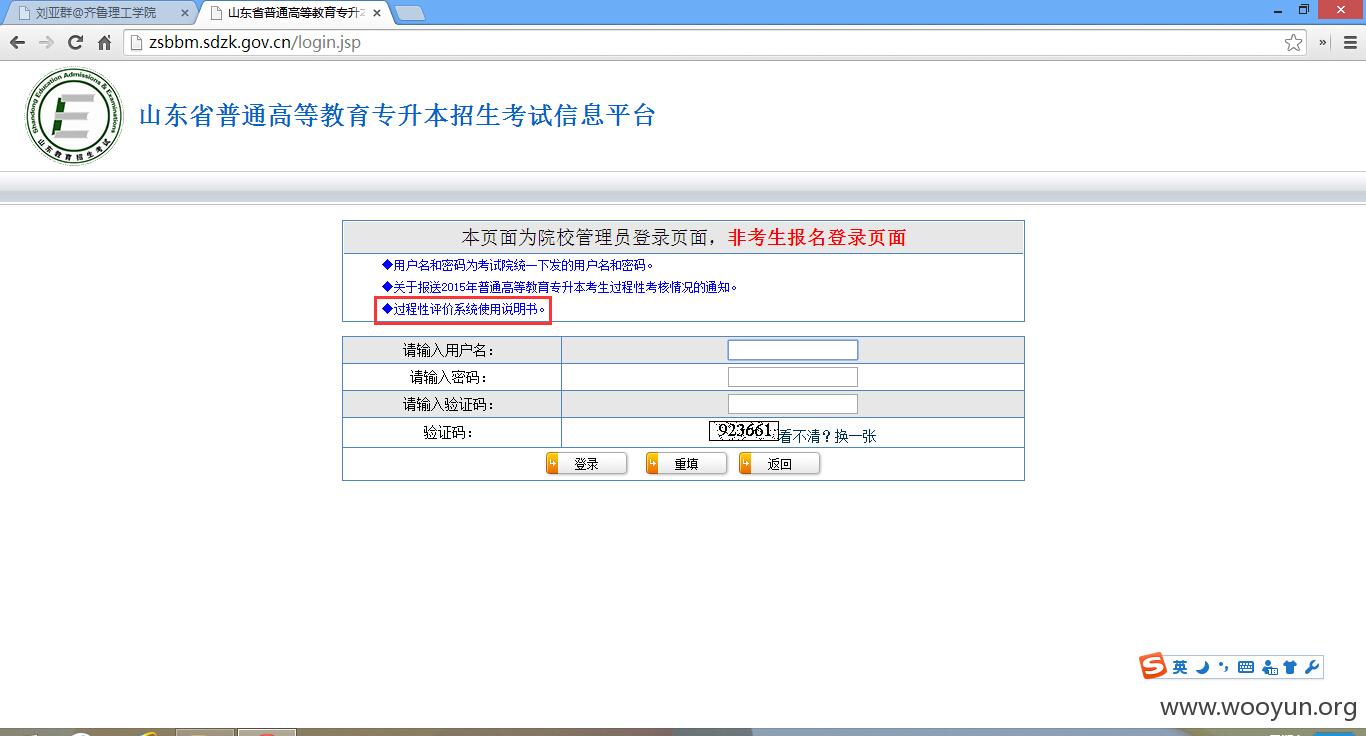 刘亚群@齐鲁理工学院
山东省普通高等教育专升本
zsbbm.sdzk.gov.cn/login.jsp
Shandong Education Admissions & Examinations
山东教育招生考试
山东省普通高等教育专升本招生考试信息平台
本页面为院校管理员登录页面，非考生报名登录页面
◆用户名和密码为考试院统一下发的用户名和密码。
◆关于报送2015年普通高等教育专升本考生过程性考核情况的通知。
◆过程性评价系统使用说明书。
请输入用户名：
请输入密码：
请输入验证码：
验证码： 923661 看不清？换一张
登录 重填 返回
英
www.wooyun.org